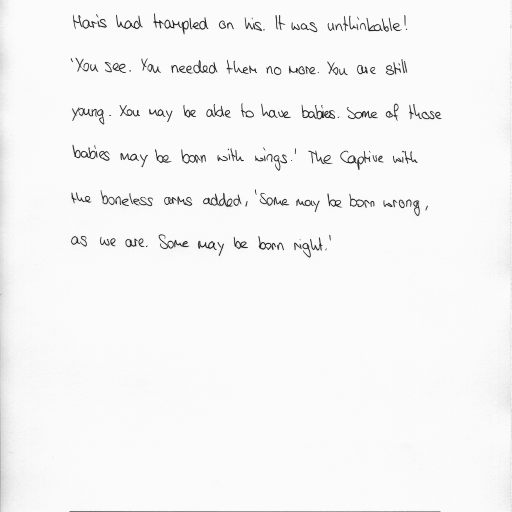 Haris had trampled on his. It was unthinkable!
'You see. You needed them no more. You are still
young. You may be able to have babies. Some of those
babies may be born with wings.' The Captive with
the boneless arms added, 'Some may be born wrong,
as we are. Some may be born right.'